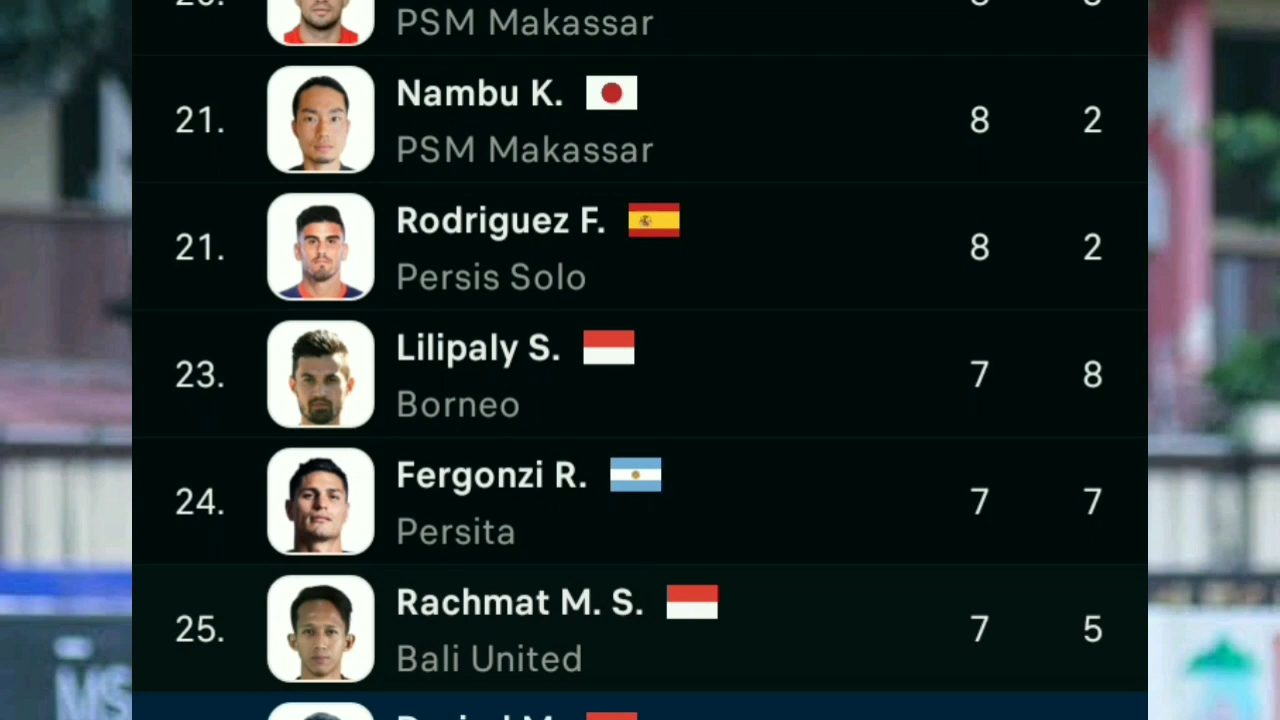 PSM Makassar
21. Nambu K. 8 2
PSM Makassar
21. Rodriguez F. 8 2
Persis Solo
23. Lilipaly S. 7 8
Borneo
24. Fergonzi R. 7 7
Persita
25. Rachmat M. S. 7 5
Bali United
MS